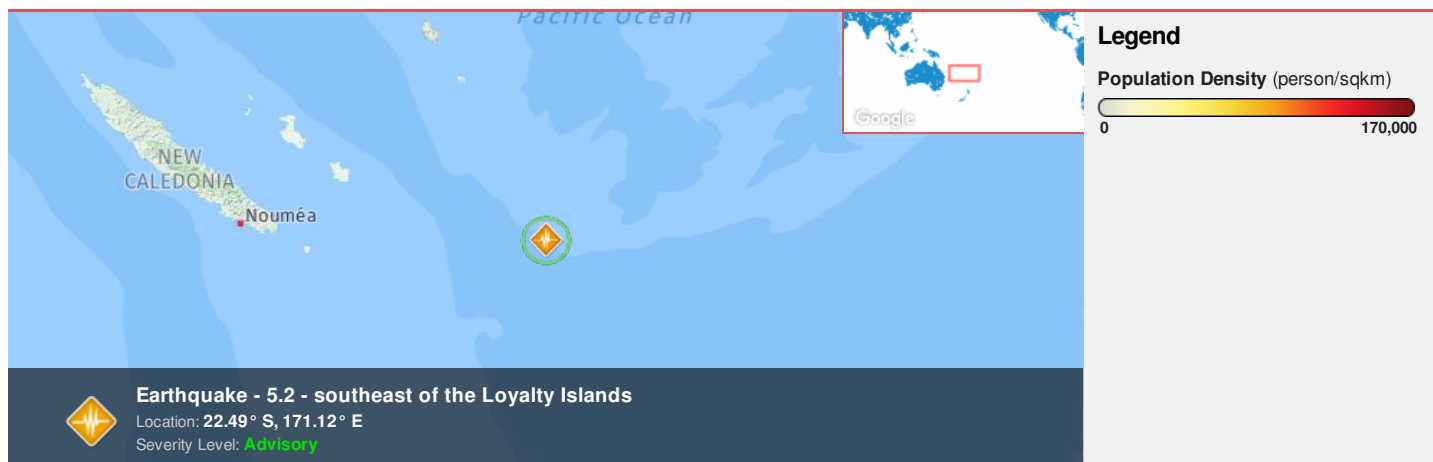 Pacific Ocean
NEW
CALEDONIA
Nouméa
Google
Legend
Population Density (person/sqkm)
0 170,000
Earthquake - 5.2 - southeast of the Loyalty Islands
Location: 22.49° S, 171.12° E
Severity Level: Advisory